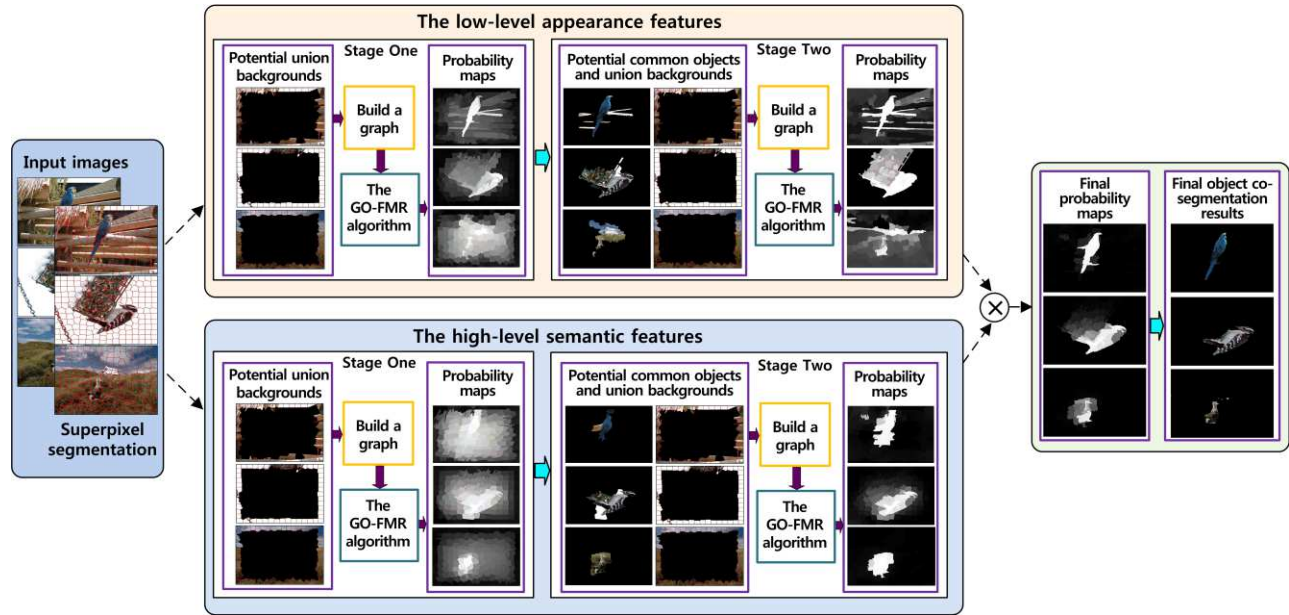 Input images
Superpixel
segmentation
The low-level appearance features
Stage One
Potential union
backgrounds
Build a
graph
The
GO-FMR
algorithm
Probability
maps
Stage Two
Potential common objects
and union backgrounds
Build a
graph
The
GO-FMR
algorithm
Probability
maps
The high-level semantic features
Stage One
Potential union
backgrounds
Build a
graph
The
GO-FMR
algorithm
Probability
maps
Stage Two
Potential common objects
and union backgrounds
Build a
graph
The
GO-FMR
algorithm
Probability
maps
Final
probability
maps
Final object co-
segmentation
results